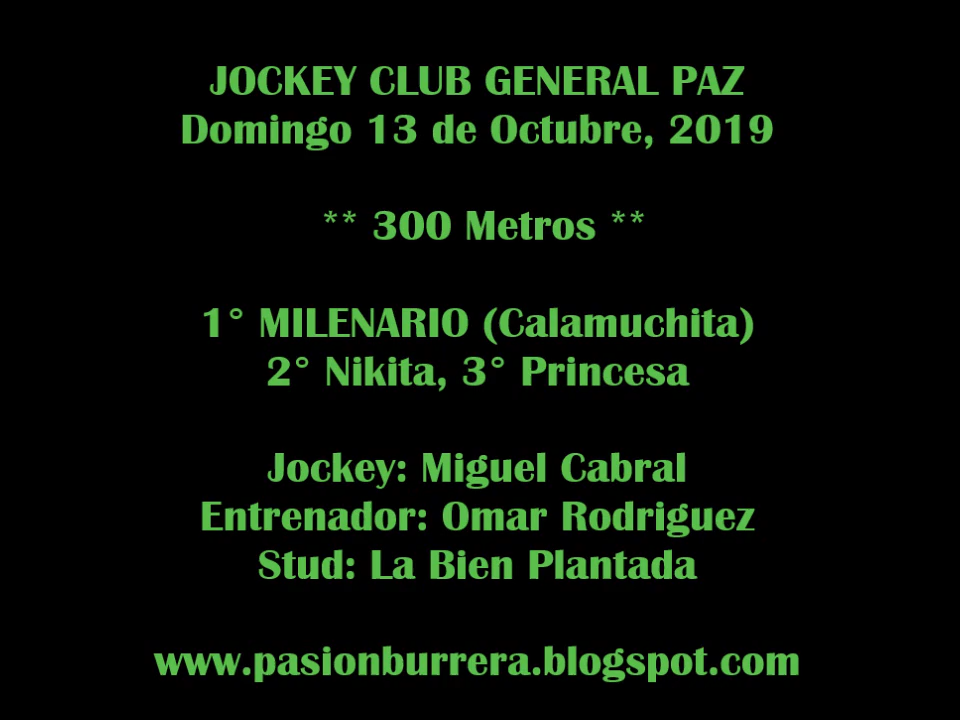 JOCKEY CLUB GENERAL PAZ
Domingo 13 de Octubre, 2019
** 300 Metros **
1° MILENARIO (Calamuchita)
2° Nikita, 3° Princesa
Jockey: Miguel Cabral
Entrenador: Omar Rodriguez
Stud: La Bien Plantada
www.pasionburrera.blogspot.com